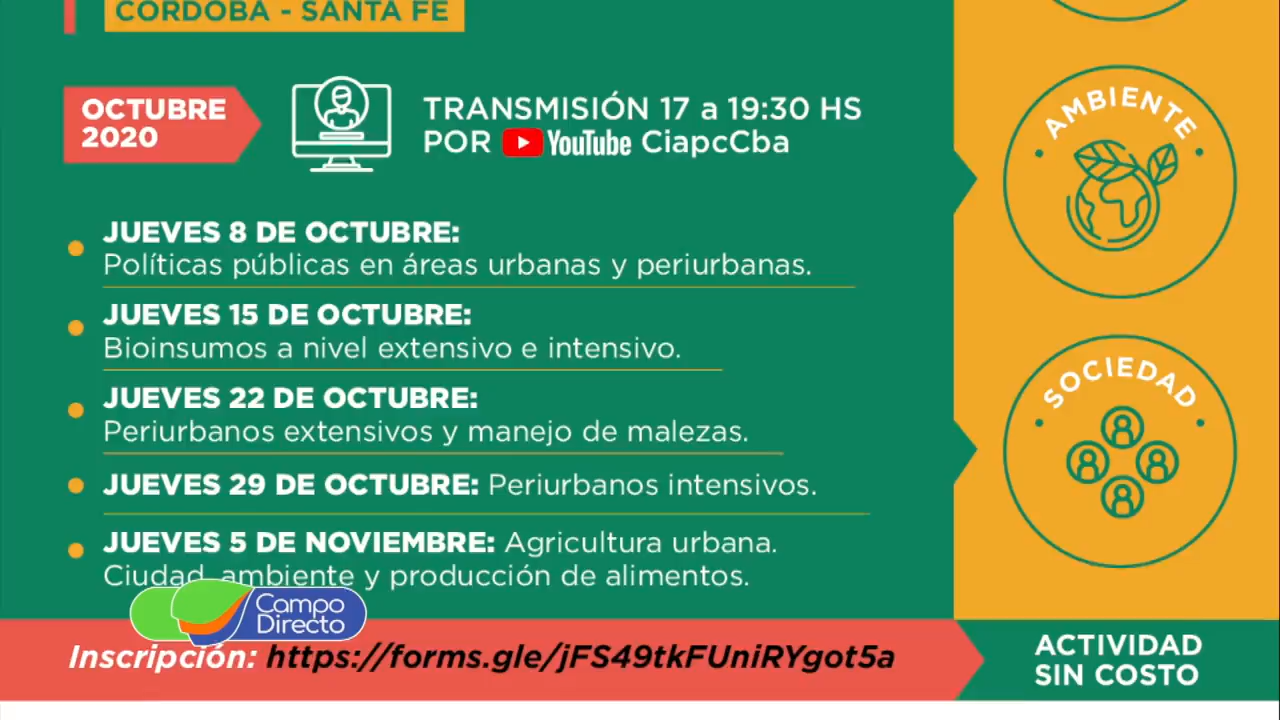 CÓRDOBA - SANTA FE
OCTUBRE
2020
TRANSMISIÓN 17 a 19:30 HS
POR YouTube CiapcCba
JUEVES 8 DE OCTUBRE:
Políticas públicas en áreas urbanas y periurbanas.
JUEVES 15 DE OCTUBRE:
Bioinsumos a nivel extensivo e intensivo.
JUEVES 22 DE OCTUBRE:
Periurbanos extensivos y manejo de malezas.
JUEVES 29 DE OCTUBRE: Periurbanos intensivos.
JUEVES 5 DE NOVIEMBRE: Agricultura urbana.
Ciudad, ambiente y producción de alimentos.
Campo
Directo
Inscripción: https://forms.gle/jFS49tkFUniRYgot5a
AMBIENTE
SOCIEDAD
ACTIVIDAD
SIN COSTO